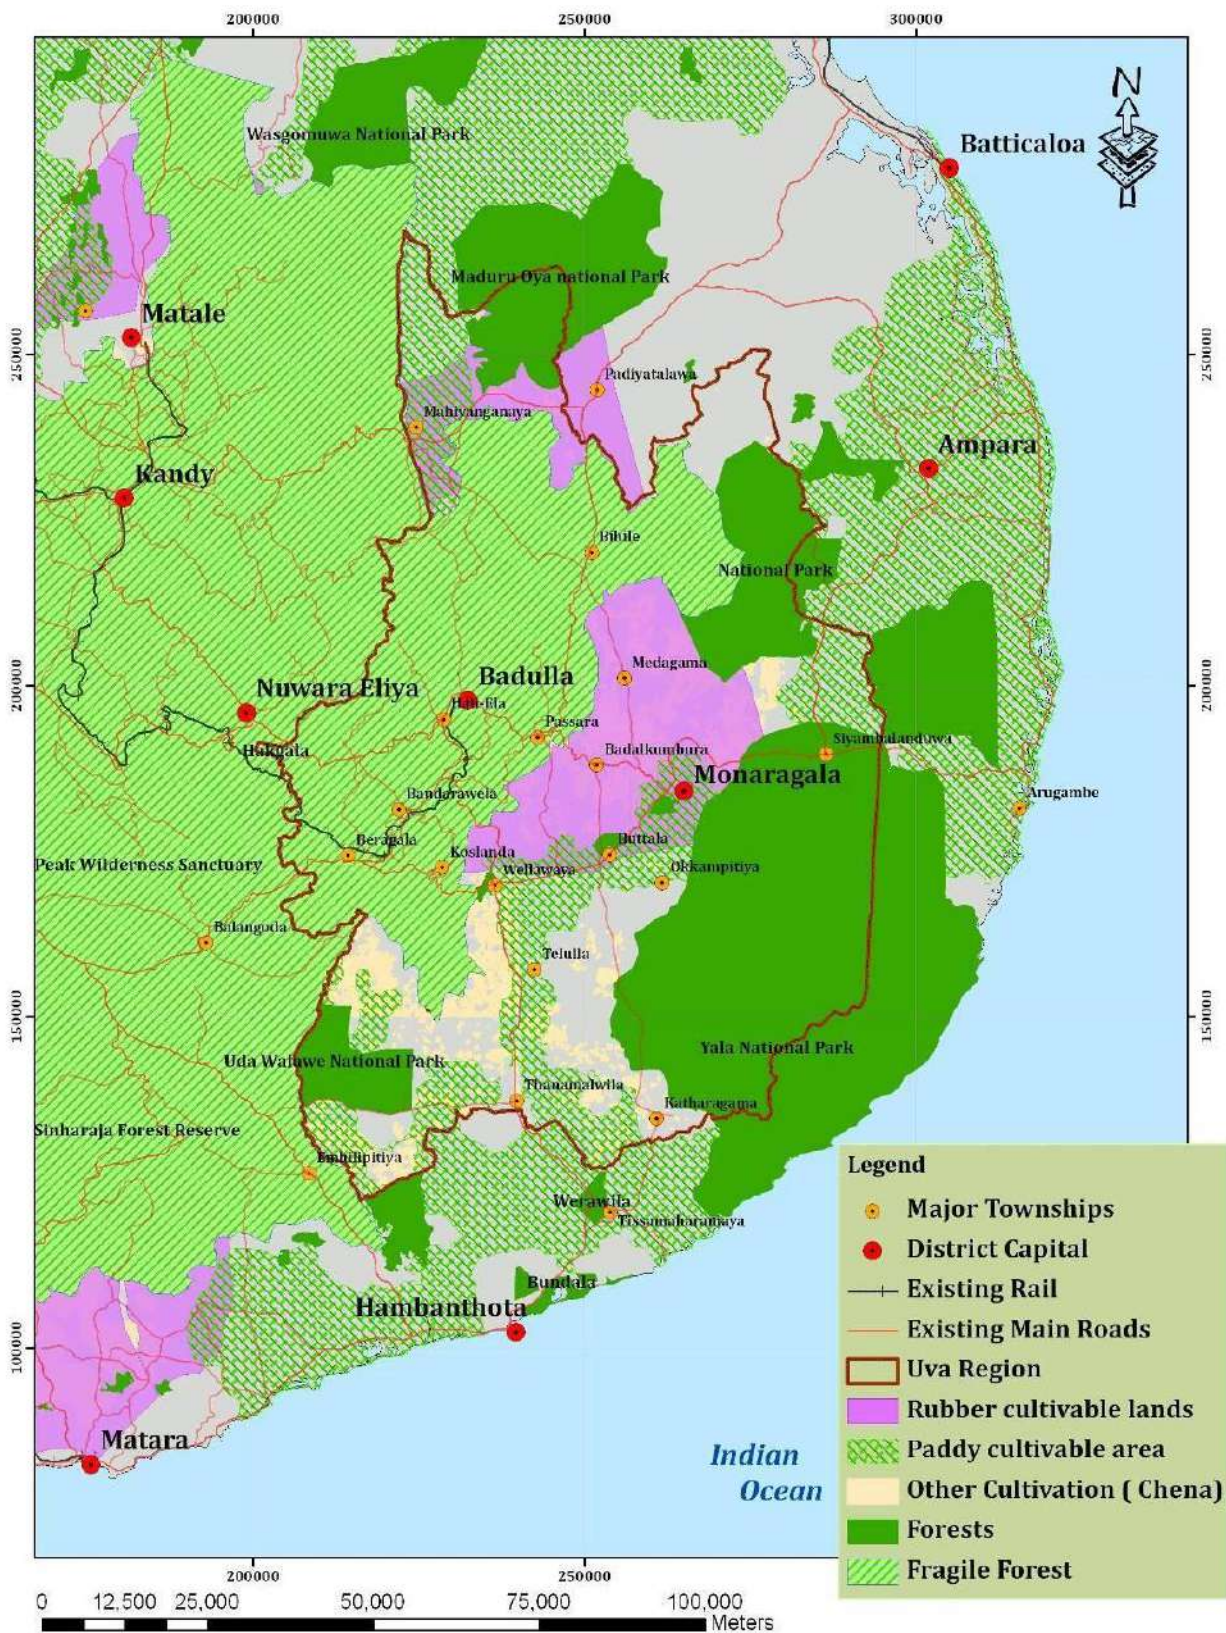 200000
250000
300000
N
Batticaloa
Wasgomuwa National Park
Maduru Oya national Park
Matale
250000
250000
Padiyatalawa
Mahiyanganaya
Ampara
Kandy
Bibile
National Park
Medagama
Badulla
200000
200000
Nuwara Eliya
Hali-Ela
Passara
Hakgala
Badalkumbura
Siyambalanduwa
Monaragala
Bandarawela
Arugambe
Beragala
Buttala
Peak Wilderness Sanctuary
Koslanda
Wellawaya
Okkampitiya
Balangoda
Telulla
150000
150000
Uda Walawe National Park
Yala National Park
Thanamalwila
Katharagama
Sinharaja Forest Reserve
Embilipitiya
Werawila
Tissamaharamaya
Bundala
Hambanthota
100000
Matara
Indian
Ocean
Legend
Major Townships
District Capital
Existing Rail
Existing Main Roads
Uva Region
Rubber cultivable lands
Paddy cultivable area
Other Cultivation ( Chena)
Forests
Fragile Forest
200000
250000
0 12,500 25,000 50,000 75,000 100,000
Meters